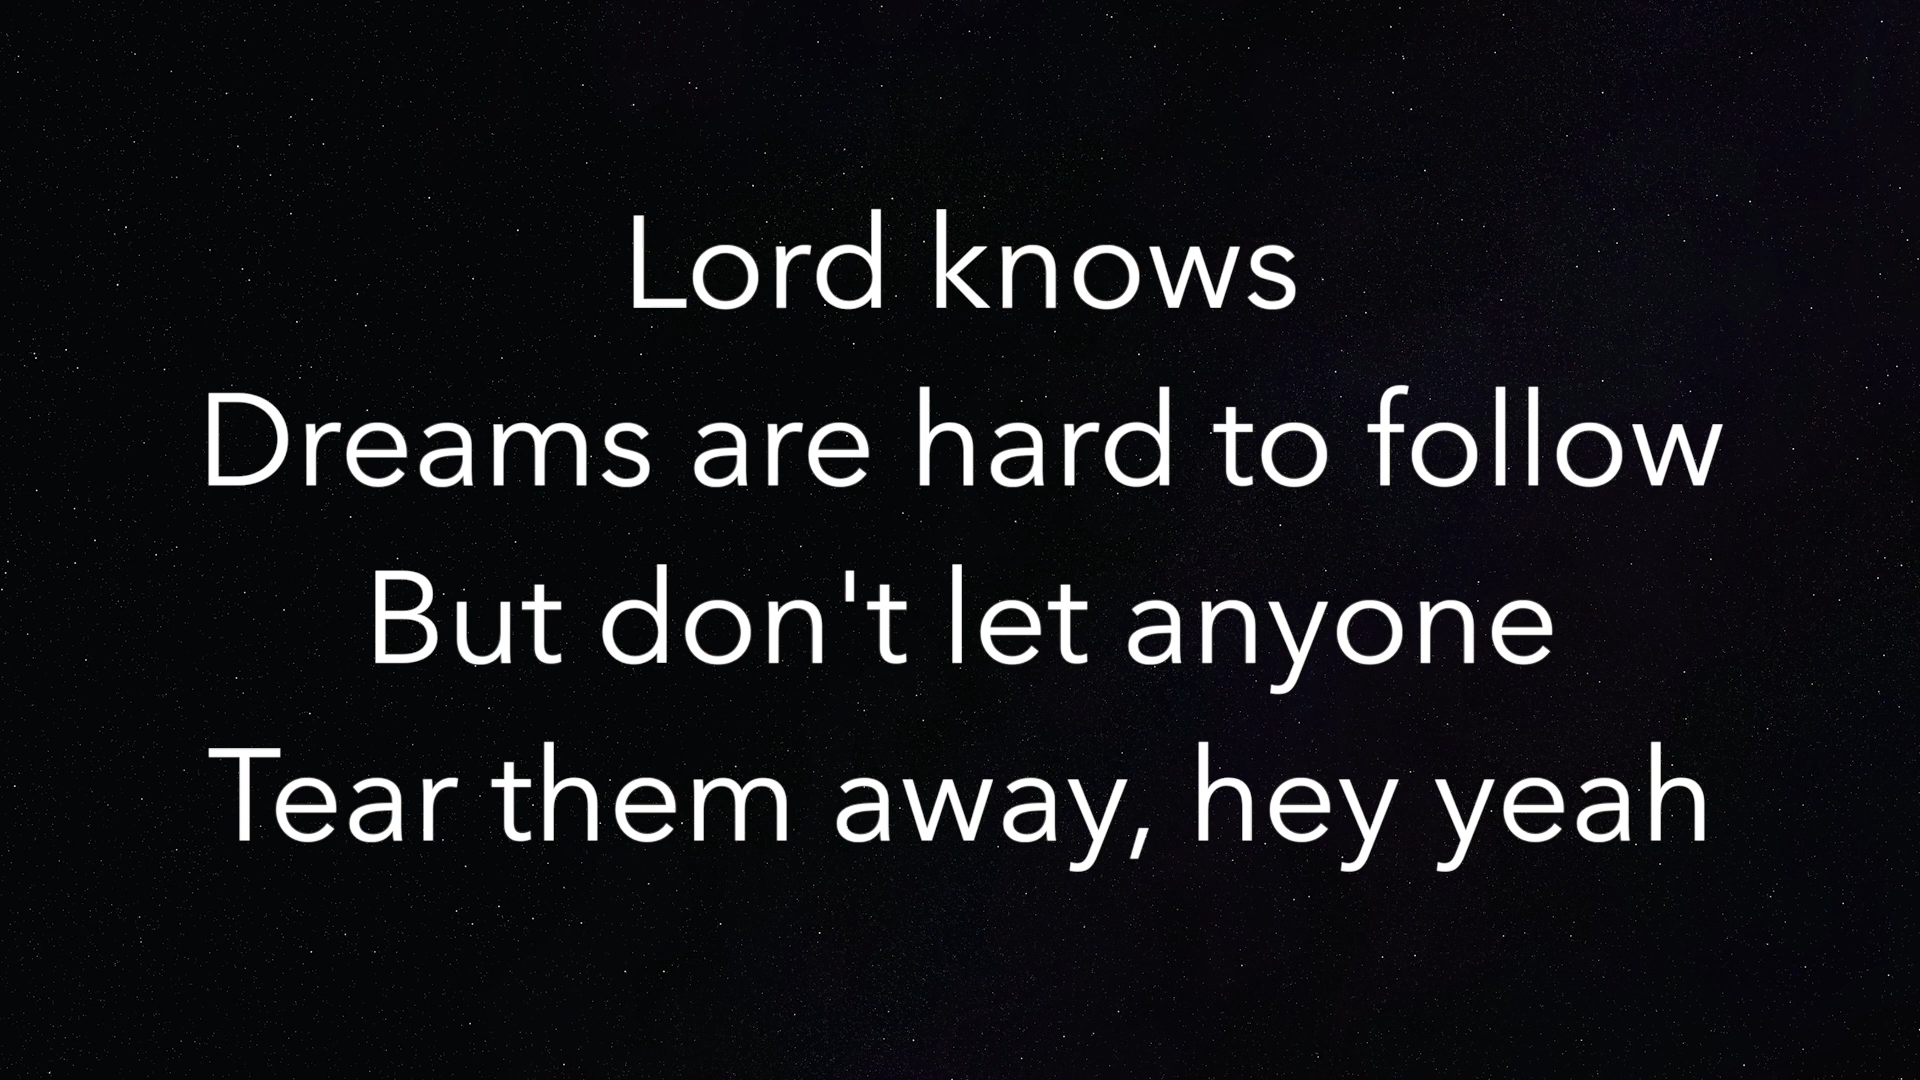 Lord knows
Dreams are hard to follow
But don't let anyone
Tear them away, hey yeah